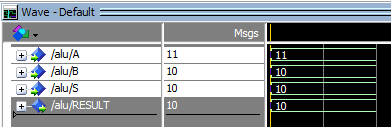 Wave - Default
Msgs
/alu/A 11 11
/alu/B 10 10
/alu/S 10 10
/alu/RESULT 10 10